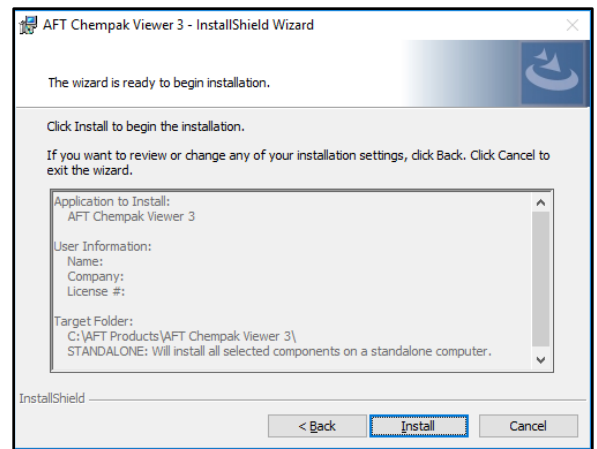 AFT Chempak Viewer 3 - InstallShield Wizard
The wizard is ready to begin installation.
Click Install to begin the installation.
If you want to review or change any of your installation settings, click Back. Click Cancel to
exit the wizard.
Application to Install:
AFT Chempak Viewer 3
User Information:
Name:
Company:
License #:
Target Folder:
C:\AFT Products\AFT Chempak Viewer 3\
STANDALONE: Will install all selected components on a standalone computer.
InstallShield
< Back Install Cancel